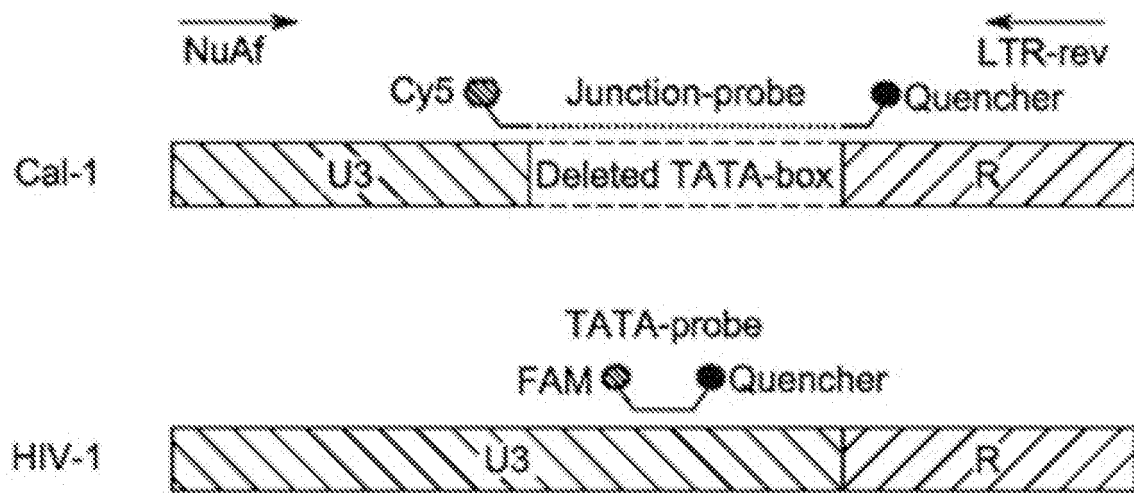 NuAf
LTR-rev
Cy5 Junction-probe Quencher
Cal-1 U3 Deleted TATA-box R
TATA-probe
FAM Quencher
HIV-1 U3 R